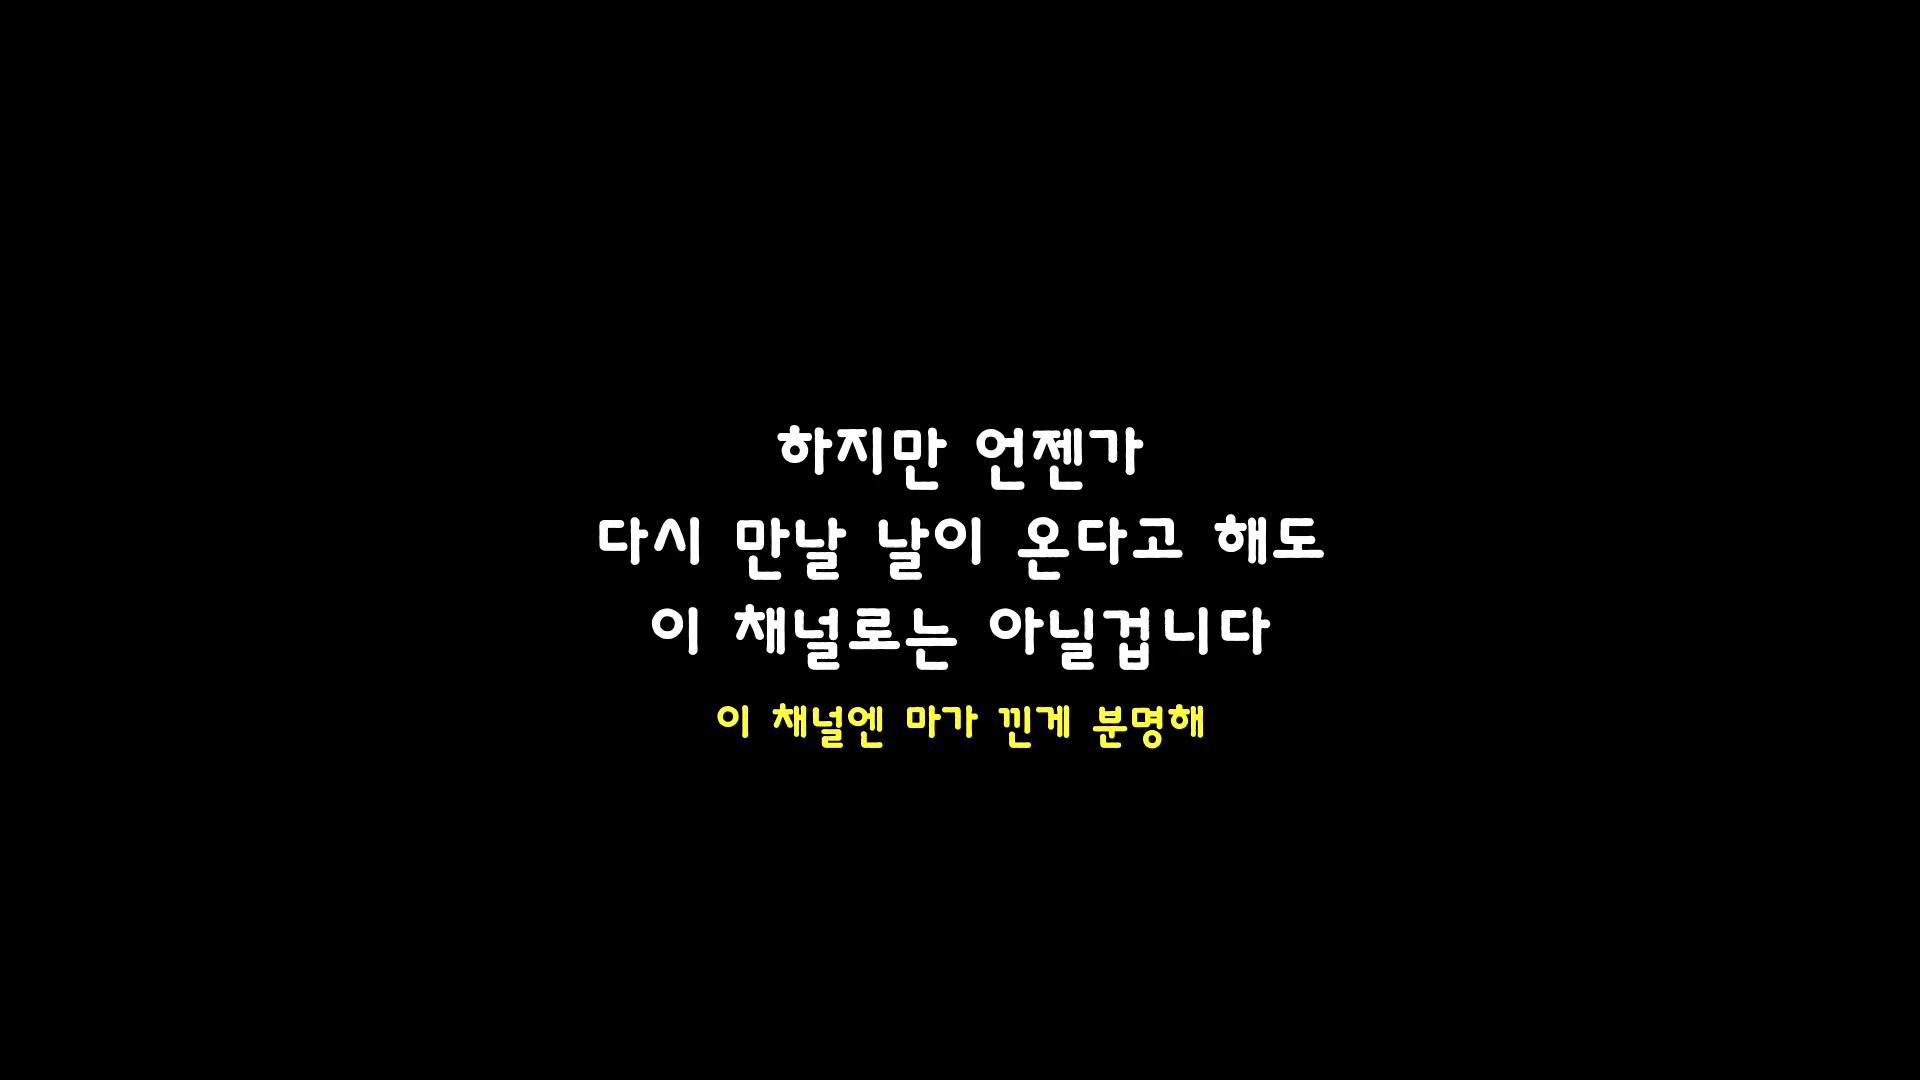 하지만 언젠가
다시 만날 날이 온다고 해도
이 채널로는 아닐겁니다
이 채널엔 마가 낀게 분명해